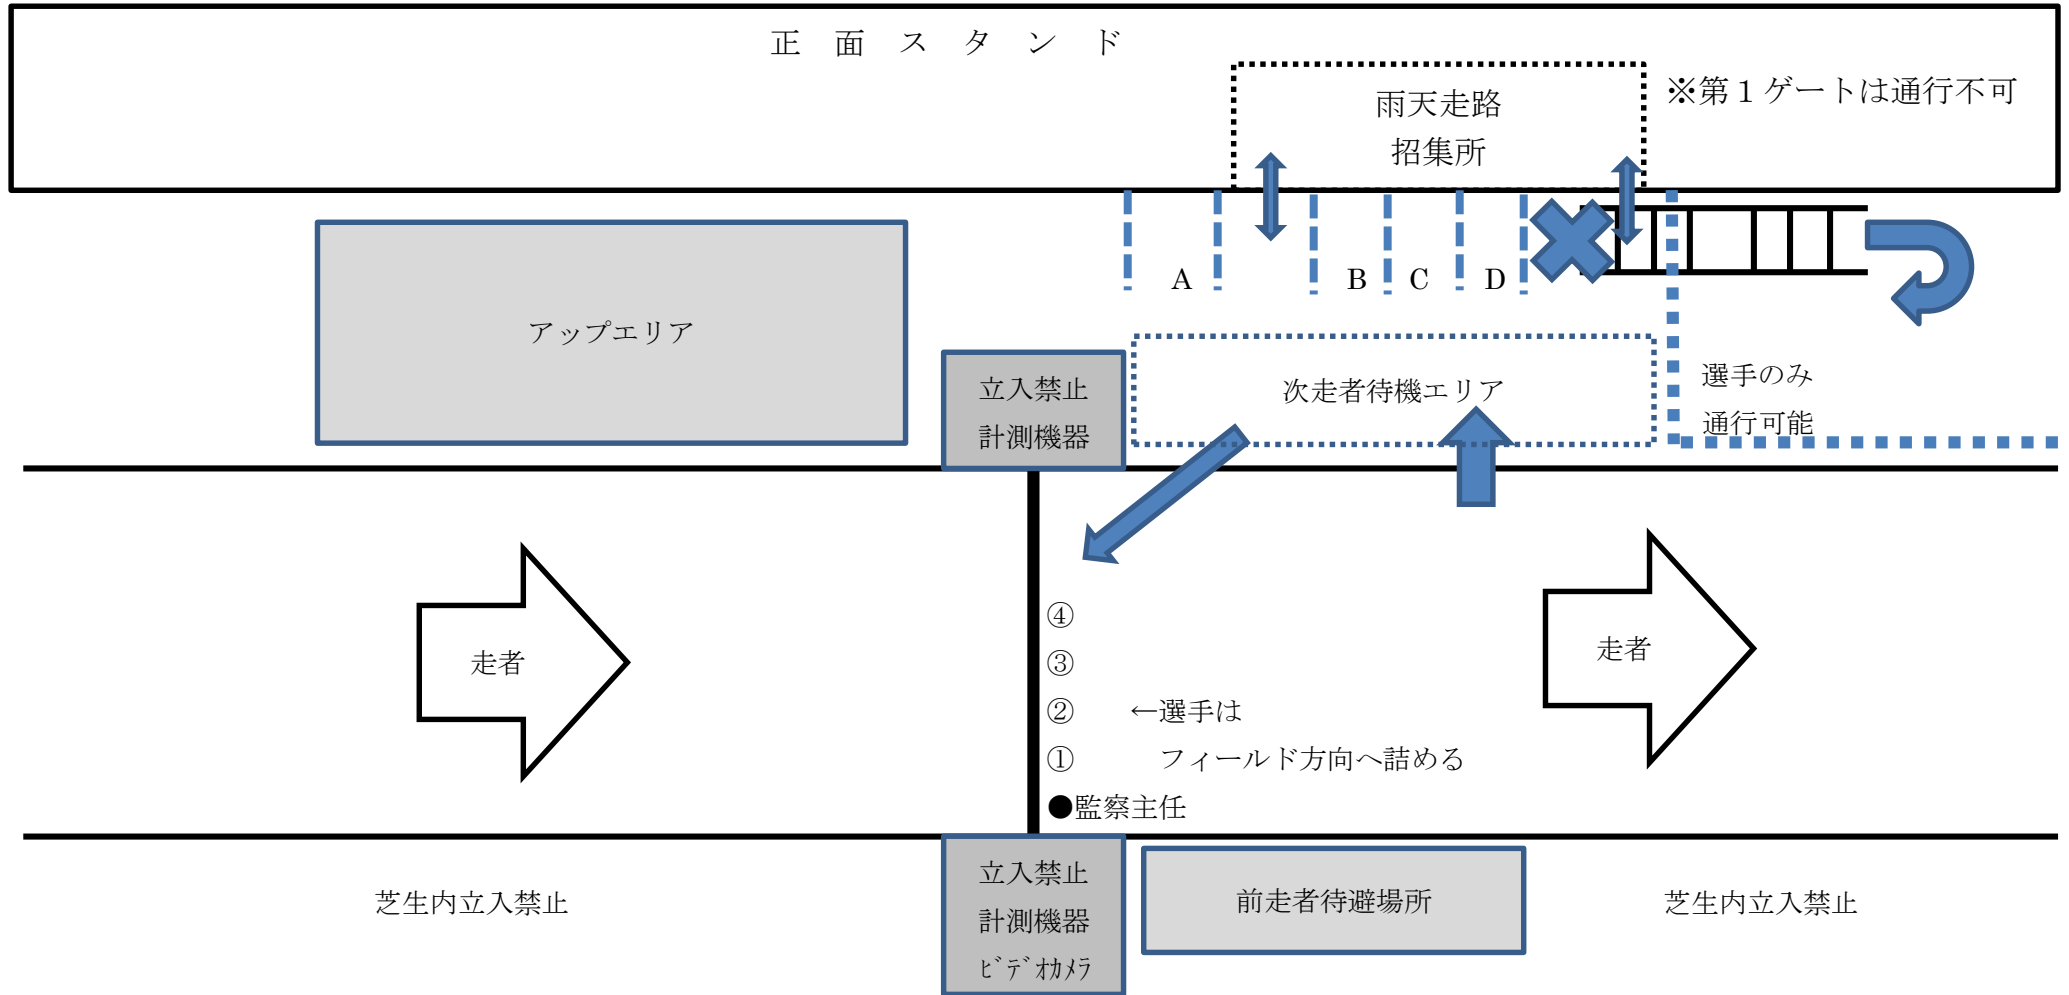 正面スタンド
雨天走路
招集所
※第1ゲートは通行不可
A
B
C
D
アップエリア
立入禁止
計測機器
次走者待機エリア
選手のみ
通行可能
走者
走者
④
③
②
←選手は
①
フィールド方向へ詰める
●監察主任
芝生内立入禁止
立入禁止
計測機器
ビデオカメラ
前走者待避場所
芝生内立入禁止